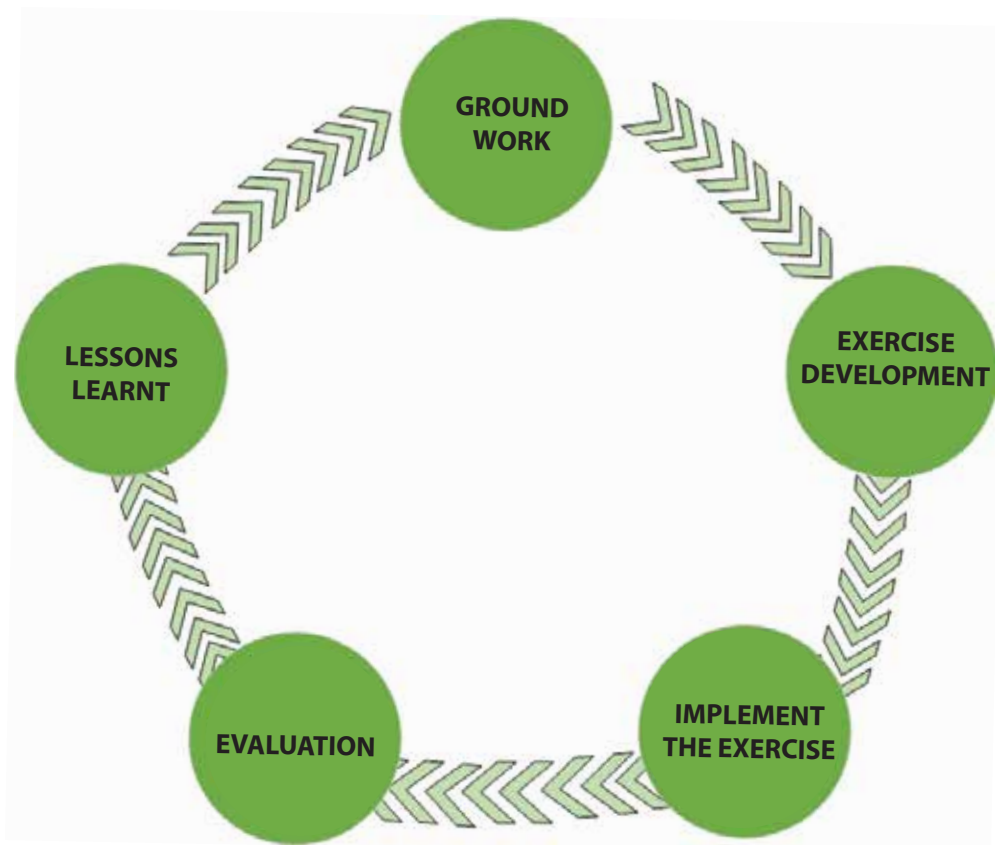 GROUND
WORK
EXERCISE
DEVELOPMENT
IMPLEMENT
THE EXERCISE
EVALUATION
LESSONS
LEARNT